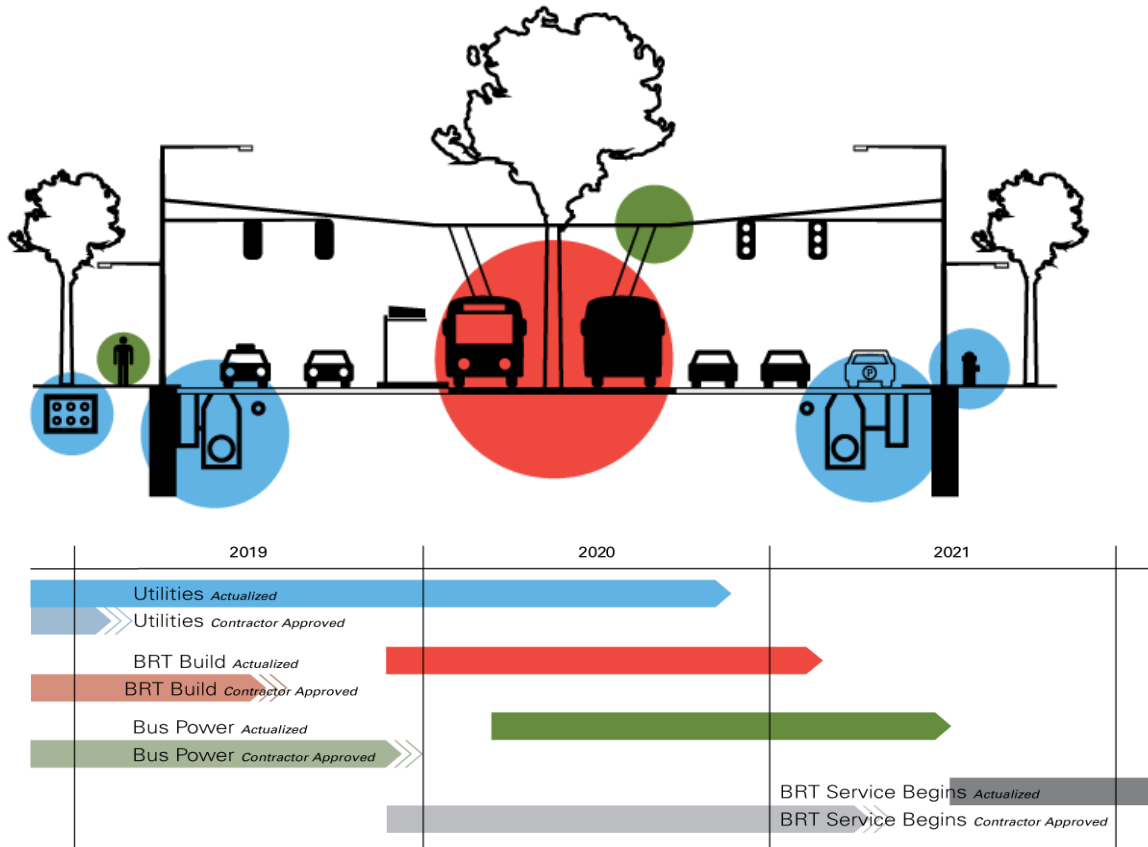 P
2019 2020 2021
Utilities Actualized
Utilities Contractor Approved
BRT Build Actualized
BRT Build Contractor Approved
Bus Power Actualized
Bus Power Contractor Approved
BRT Service Begins Actualized
BRT Service Begins Contractor Approved